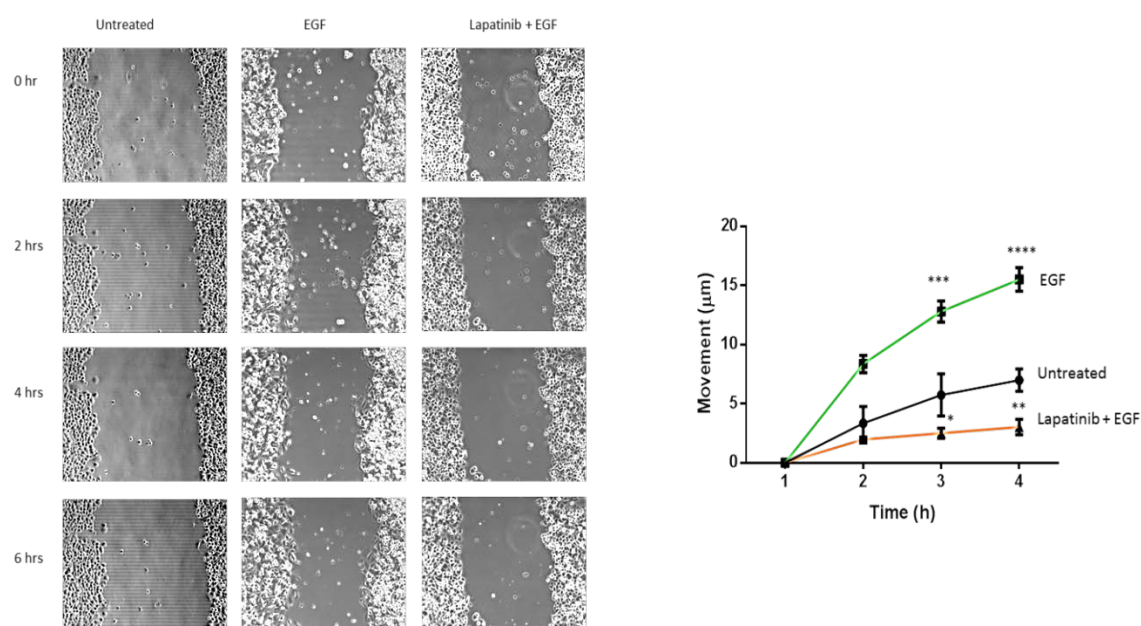 Untreated
EGF
Lapatinib + EGF
0 hr
2 hrs
4 hrs
6 hrs
20
15
10
5
0
Movement (μm)
1
2
3
4
Time (h)
***
****
EGF
Untreated
*
**
Lapatinib + EGF